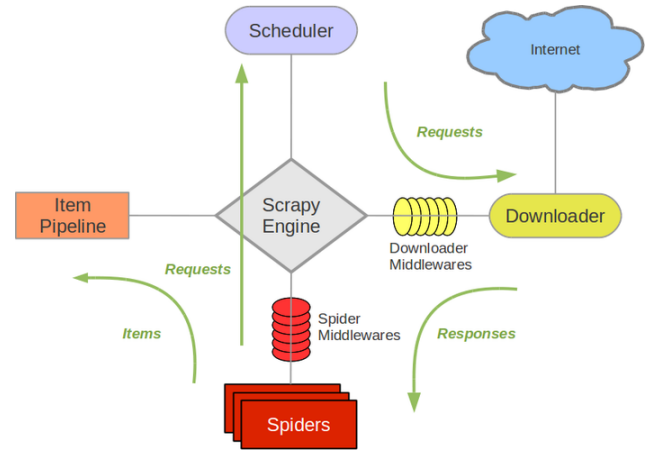 Scheduler
Internet
Requests
Item
Pipeline
Scrapy
Engine
Downloader
Downloader
Middlewares
Requests
Items
Spider
Middlewares
Responses
Spiders